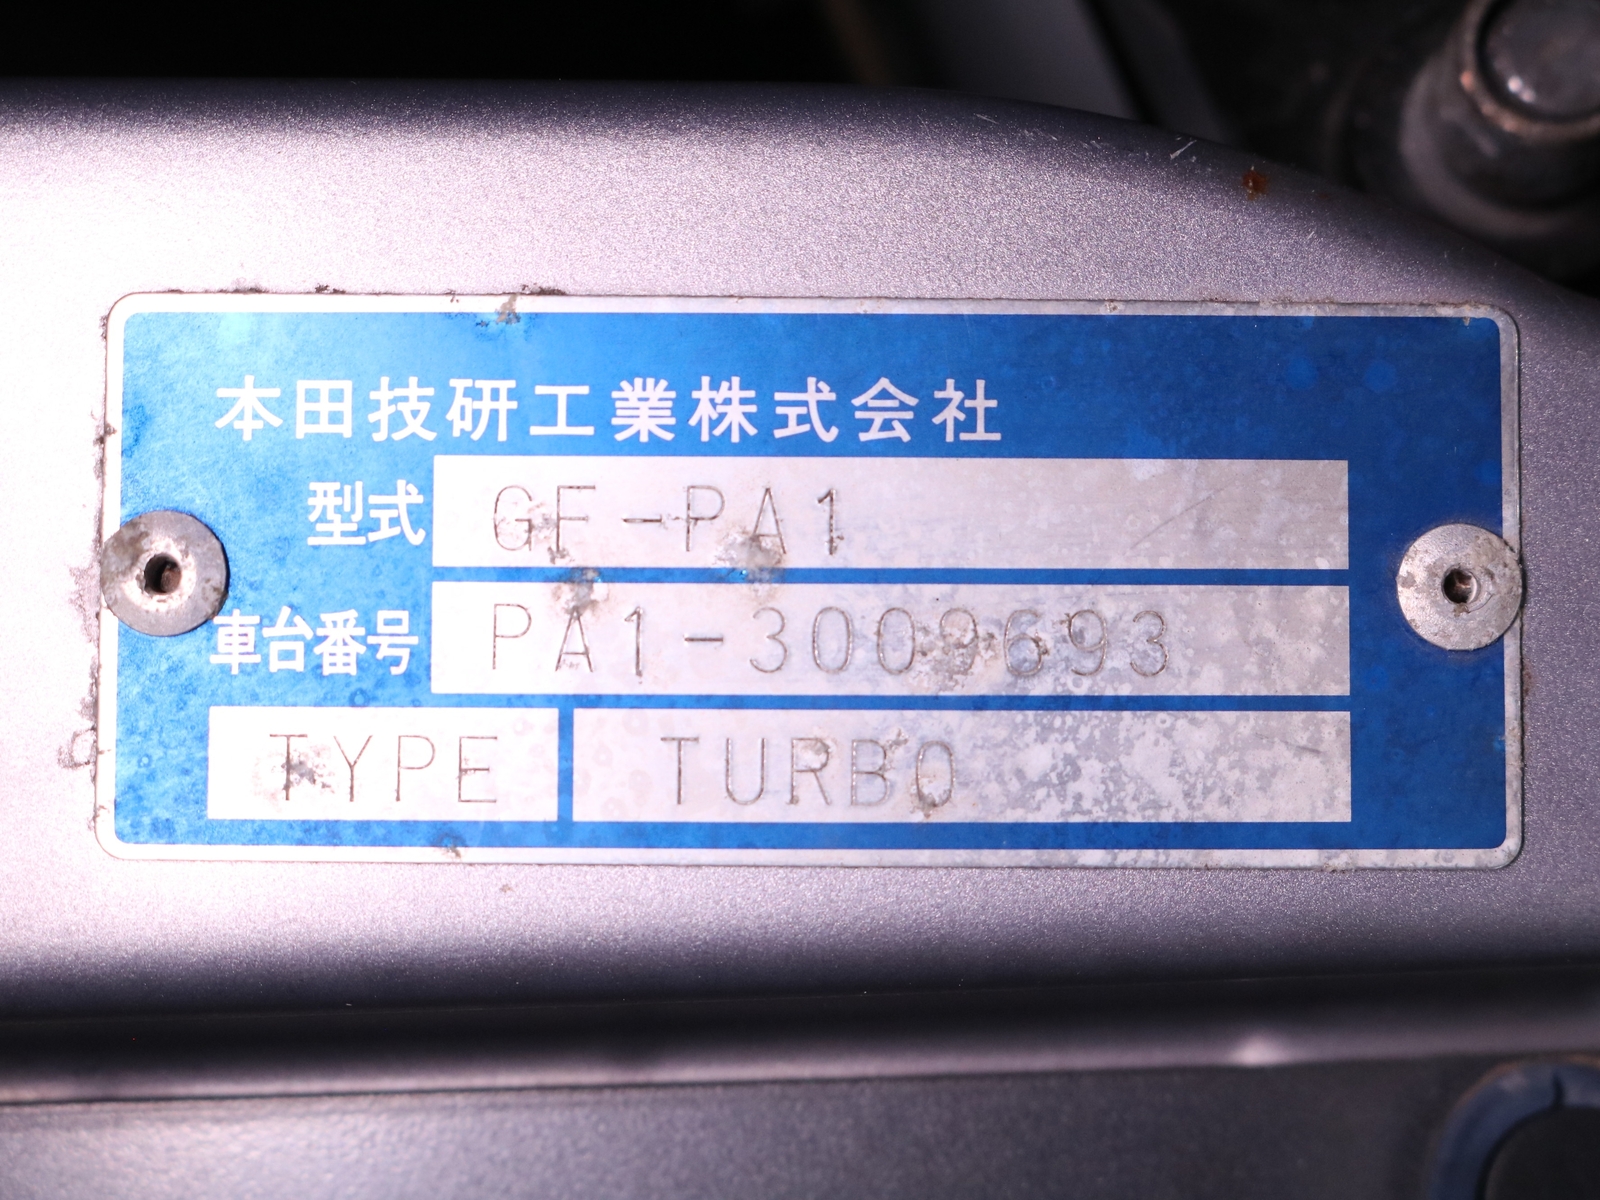 本田技研工業株式会社
型式 GF-PA1
車台番号 PA1-3009693
TYPE TURBO